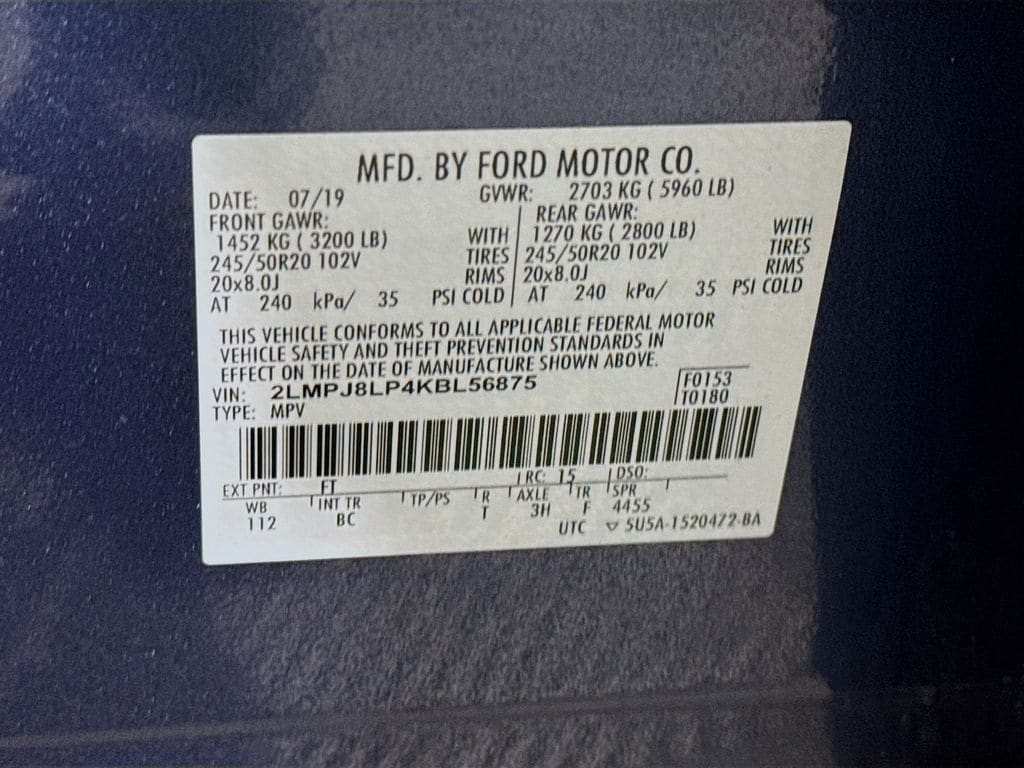 MFD. BY FORD MOTOR CO.
DATE: 07/19 GVWR: 2703 KG ( 5960 LB)
FRONT GAWR: REAR GAWR:
1452 KG ( 3200 LB) WITH 1270 KG ( 2800 LB) WITH
245/50R20 102V TIRES 245/50R20 102V TIRES
20x8.0J RIMS 20x8.0J RIMS
AT 240 kPa/ 35 PSI COLD AT 240 kPa/ 35 PSI COLD
THIS VEHICLE CONFORMS TO ALL APPLICABLE FEDERAL MOTOR
VEHICLE SAFETY AND THEFT PREVENTION STANDARDS IN
EFFECT ON THE DATE OF MANUFACTURE SHOWN ABOVE.
VIN: 2LMPJ8LP4KBL56875 F0153
TYPE: MPV T0180
EXT PNT: FT RC: 15 DSO:
WB INT TR TP/PS R AXLE TR SPR
112 BC T 3H F 4455
UTC ▽ 5U5A-1520472-BA